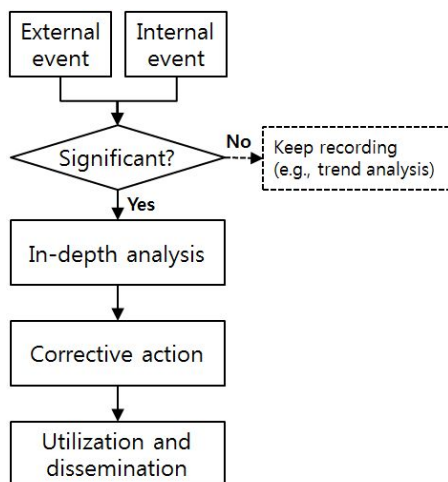 External
event
Internal
event
Significant?
No
Keep recording
(e.g., trend analysis)
Yes
In-depth analysis
Corrective action
Utilization and
dissemination